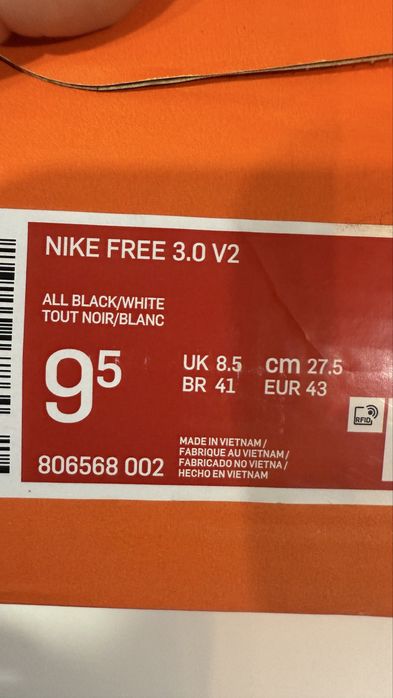 NIKE FREE 3.0 V2
ALL BLACK/WHITE
TOUT NOIR/BLANC
95
UK 8.5 cm 27.5
BR 41 EUR 43
RFID
MADE IN VIETNAM/
FABRIQUE AU VIETNAM/
FABRICADO NO VIETNA/
HECHO EN VIETNAM
806568 002